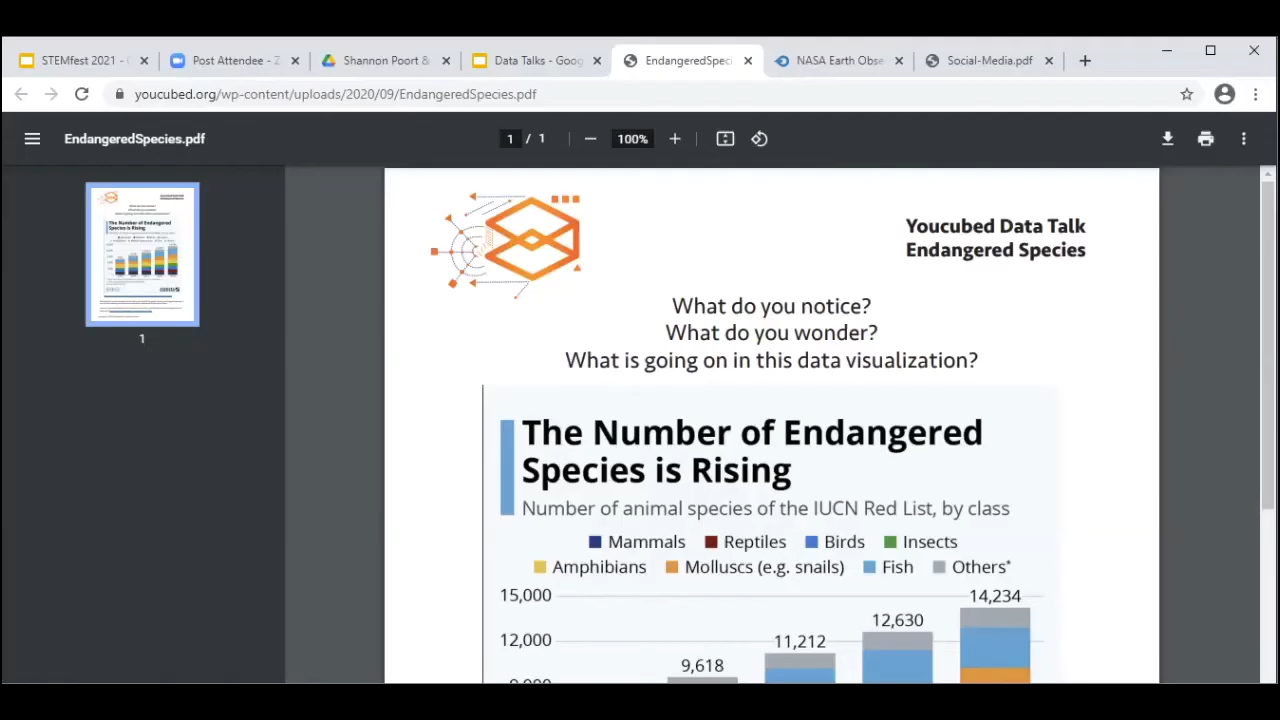 STEMfest 2021 -
Post Attendee - Z
Shannon Poort &
Data Talks - Goog
EndangeredSpeci
NASA Earth Obse
Social-Media.pdf
youcubed.org/wp-content/uploads/2020/09/EndangeredSpecies.pdf
EndangeredSpecies.pdf
1 / 1
100%
1
Youcubed Data Talk
Endangered Species
What do you notice?
What do you wonder?
What is going on in this data visualization?
The Number of Endangered
Species is Rising
Number of animal species of the IUCN Red List, by class
Mammals Reptiles Birds Insects
Amphibians Molluscs (e.g. snails) Fish Others*
15,000
14,234
12,630
12,000
11,212
9,618